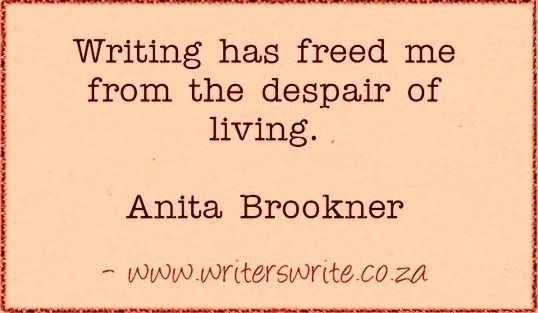 Writing has freed me
from the despair of
living.
Anita Brookner
- www.writerswrite.co.za